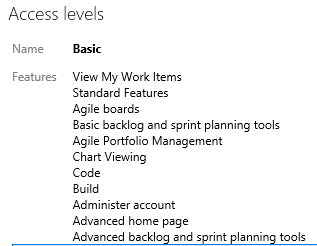 Access levels
Name Basic
Features View My Work Items
Standard Features
Agile boards
Basic backlog and sprint planning tools
Agile Portfolio Management
Chart Viewing
Code
Build
Administer account
Advanced home page
Advanced backlog and sprint planning tools